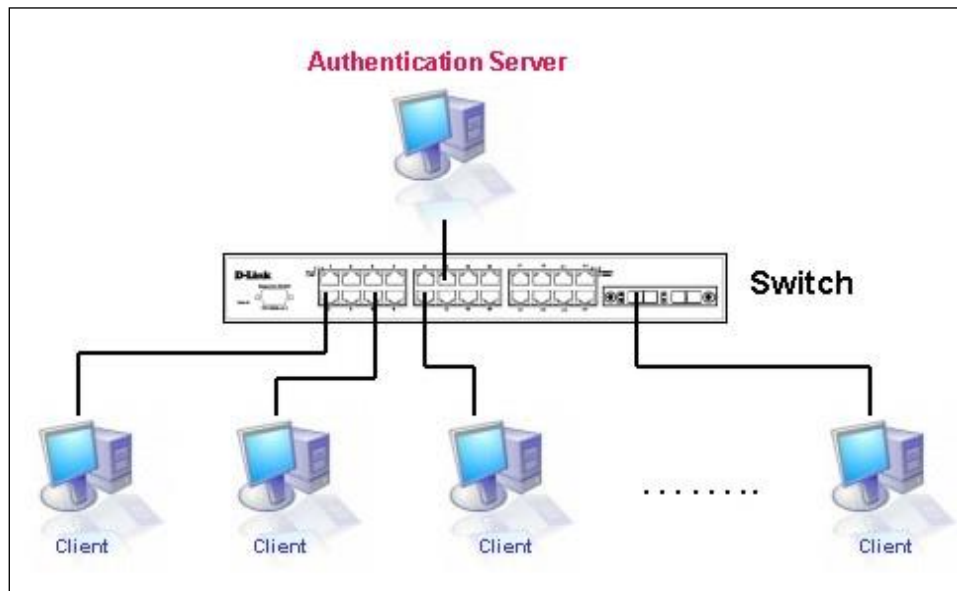 Authentication Server
D-Link
Switch
Client
Client
Client
........
Client